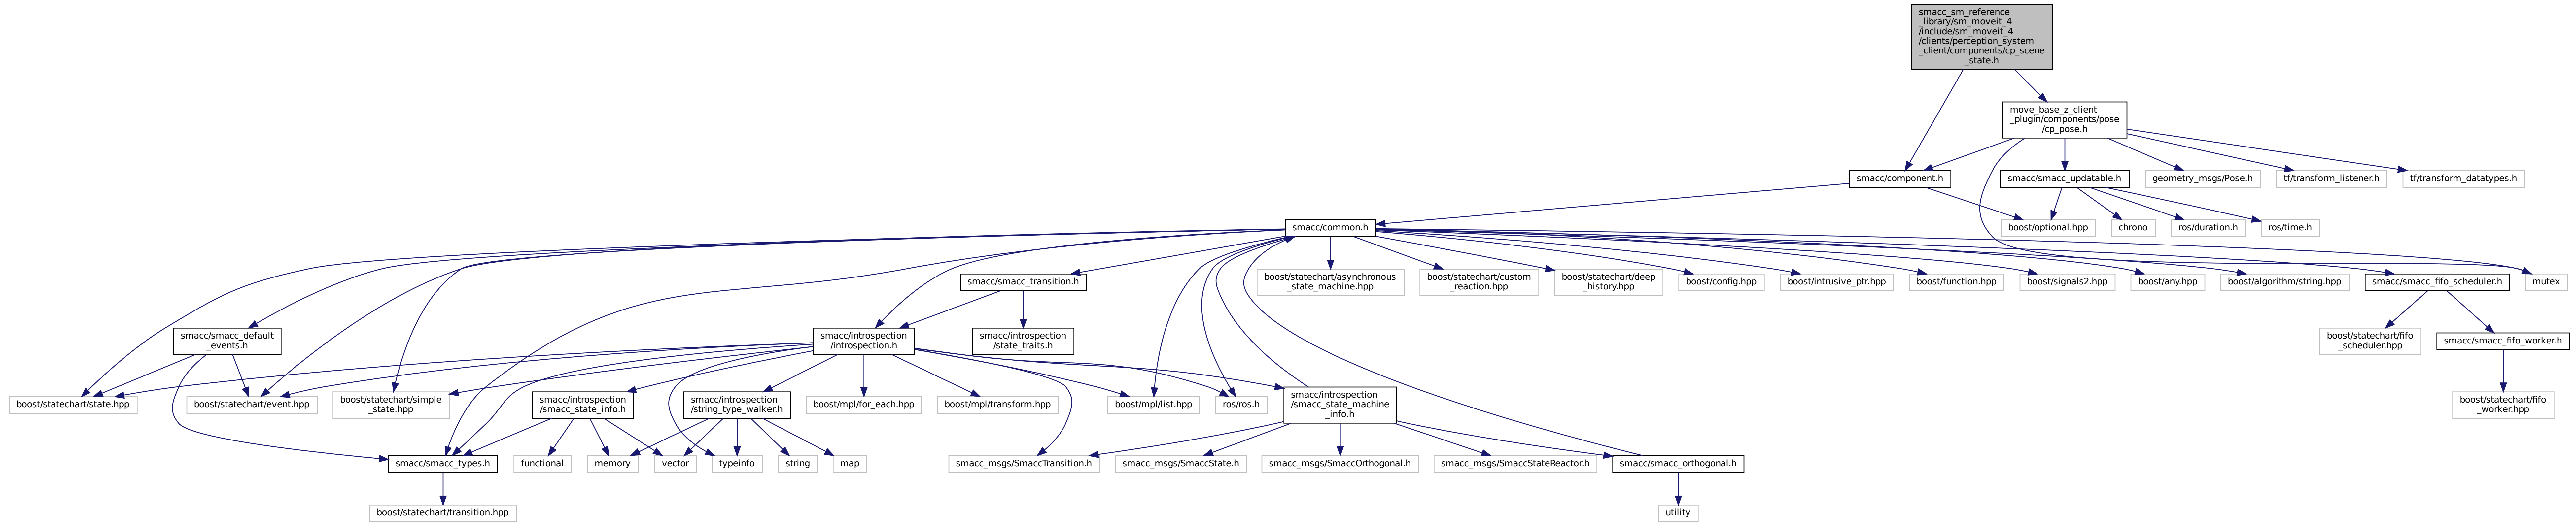 smacc_sm_reference
_library/sm_moveit_4
/include/sm_moveit_4
/clients/perception_system
_client/components/cp_scene
_state.h
move_base_z_client
_plugin/components/pose
/cp_pose.h
smacc/component.h
smacc/smacc_updatable.h
geometry_msgs/Pose.h
tf/transform_listener.h
tf/transform_datatypes.h
smacc/common.h
boost/optional.hpp
chrono
ros/duration.h
ros/time.h
smacc/smacc_transition.h
boost/statechart/asynchronous
_state_machine.hpp
boost/statechart/custom
_reaction.hpp
boost/statechart/deep
_history.hpp
boost/config.hpp
boost/intrusive_ptr.hpp
boost/function.hpp
boost/signals2.hpp
boost/any.hpp
boost/algorithm/string.hpp
smacc/smacc_fifo_scheduler.h
mutex
smacc/smacc_default
_events.h
smacc/introspection
/introspection.h
smacc/introspection
/state_traits.h
boost/statechart/fifo
_scheduler.hpp
smacc/smacc_fifo_worker.h
boost/statechart/state.hpp
boost/statechart/event.hpp
boost/statechart/simple
_state.hpp
smacc/introspection
/smacc_state_info.h
smacc/introspection
/string_type_walker.h
boost/mpl/for_each.hpp
boost/mpl/transform.hpp
boost/mpl/list.hpp
ros/ros.h
smacc/introspection
/smacc_state_machine
_info.h
boost/statechart/fifo
_worker.hpp
smacc/smacc_types.h
functional
memory
vector
typeinfo
string
map
smacc_msgs/SmaccTransition.h
smacc_msgs/SmaccState.h
smacc_msgs/SmaccOrthogonal.h
smacc_msgs/SmaccStateReactor.h
smacc/smacc_orthogonal.h
boost/statechart/transition.hpp
utility